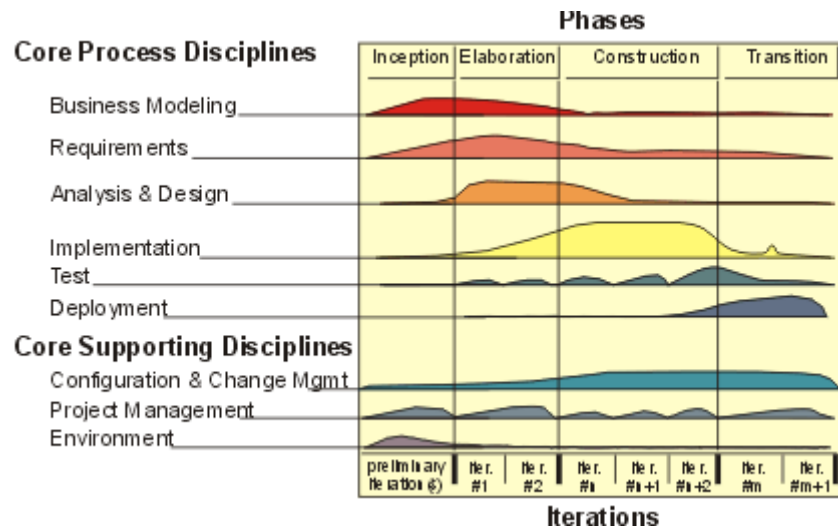 Phases
Core Process Disciplines
Inception Elaboration Construction Transition
Business Modeling
Requirements
Analysis & Design
Implementation
Test
Deployment
Core Supporting Disciplines
Configuration & Change Mgmt
Project Management
Environment
preliminary iteration(s)
Iter. #1
Iter. #2
Iter. #n
Iter. #n+1
Iter. #n+2
Iter. #m
Iter. #m+1
Iterations